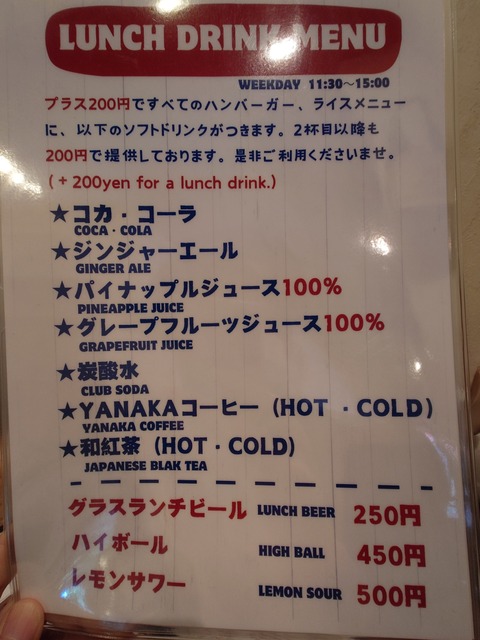 LUNCH DRINK MENU
WEEKDAY 11:30～15:00
プラス200円ですべてのハンバーガー、ライスメニュー
に、以下のソフトドリンクがつきます。2杯目以降も
200円で提供しております。是非ご利用くださいませ。
(+200yen for a lunch drink.)
★コカ・コーラ
COCA・COLA
★ジンジャーエール
GINGER ALE
★パイナップルジュース100%
PINEAPPLE JUICE
★グレープフルーツジュース100%
GRAPEFRUIT JUICE
★炭酸水
CLUB SODA
★YANAKAコーヒー（HOT ・COLD）
YANAKA COFFEE
★和紅茶（HOT・COLD）
JAPANESE BLAK TEA
グラスランチビール LUNCH BEER 250円
ハイボール HIGH BALL 450円
レモンサワー LEMON SOUR 500円